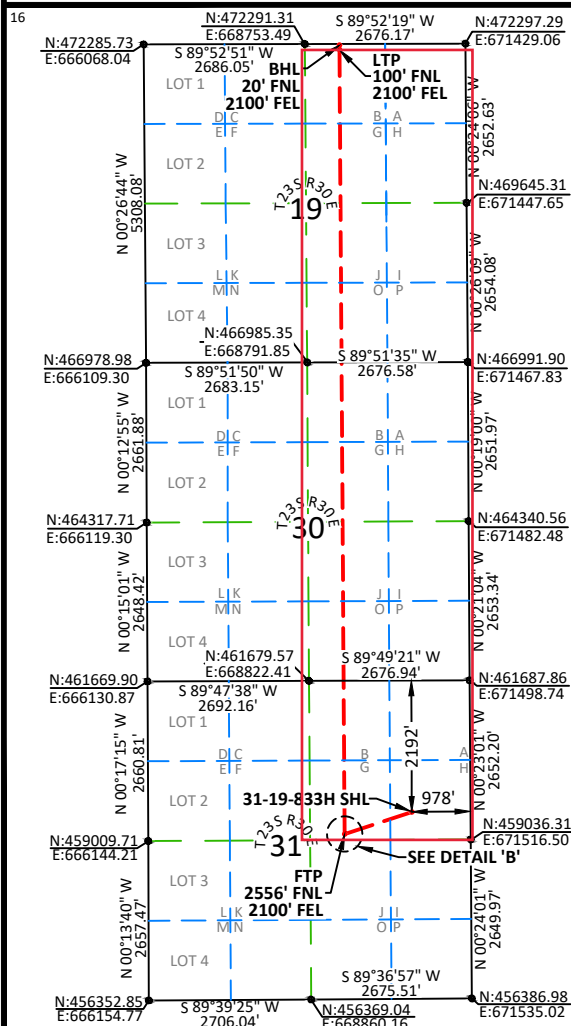 16
N:472291.31
E:668753.49
S 89°52'19" W
2676.17'
N:472297.29
E:671429.06
N:472285.73
E:666068.04
S 89°52'51" W
2686.05'
BHL
20' FNL
2100' FEL
LTP
100' FNL
2100' FEL
LOT 1
D C
E F
B A
G H
N 00°24'06" W
2652.63'
LOT 2
N 00°26'44" W
5308.08'
T 23S R30 E
19
N:469645.31
E:671447.65
LOT 3
L K
M N
J I
O P
N 00°26'09" W
2654.08'
LOT 4
N:466985.35
E:668791.85
S 89°51'35" W
2676.58'
N:466978.98
E:666109.30
S 89°51'50" W
2683.15'
N:466991.90
E:671467.83
LOT 1
N 00°12'55" W
2661.88'
D C
E F
B A
G H
N 00°19'00" W
2651.97'
LOT 2
T 23S R30 E
30
N:464317.71
E:666119.30
N:464340.56
E:671482.48
LOT 3
N 00°15'01" W
2648.42'
L K
M N
J I
O P
N 00°21'04" W
2653.34'
LOT 4
N:461679.57
E:668822.41
S 89°49'21" W
2676.94'
N:461669.90
E:666130.87
S 89°47'38" W
2692.16'
N:461687.86
E:671498.74
LOT 1
N 00°17'15" W
2660.81'
D C
E F
B A
G H
2192'
N 00°23'01" W
2652.20'
LOT 2
31-19-833H SHL
978'
T 23S R30 E
31
N:459009.71
E:666144.21
N:459036.31
E:671516.50
SEE DETAIL 'B'
FTP
2556' FNL
2100' FEL
LOT 3
N 00°13'40" W
2657.47'
L K
M N
J I
O P
N 00°24'01" W
2649.97'
LOT 4
S 89°36'57" W
2675.51'
N:456352.85
E:666154.77
S 89°39'25" W
2706.04'
N:456369.04
E:668860.16
N:456386.98
E:671535.02